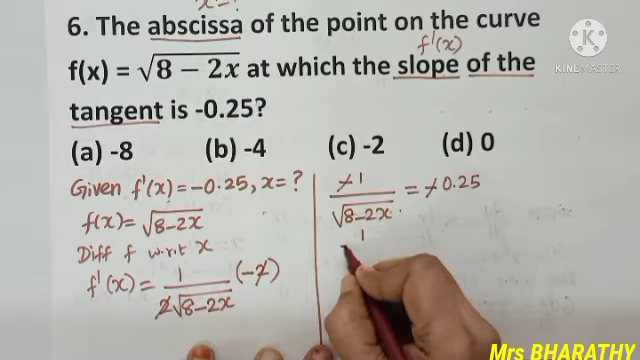 x=?
6. The abscissa of the point on the curve
f'(x)
f(x) = √8 − 2x at which the slope of the
tangent is -0.25?
(a) -8 (b) -4 (c) -2 (d) 0
Given f'(x) = -0.25, x = ?
f(x) = √8-2x
Diff f w.r.t x
f'(x) = 1/2√8-2x (-2)
-1/√8-2x = -0.25
1
KINEMASTER
Mrs BHARATHY